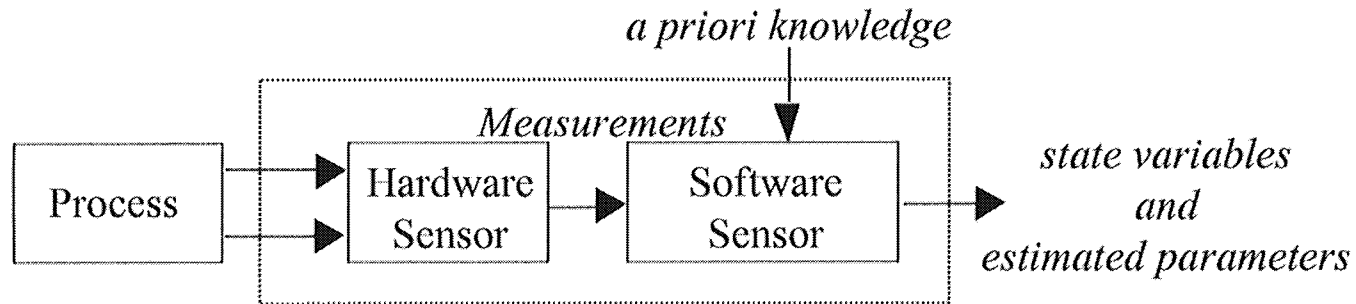 a priori knowledge
Measurements
Process
Hardware
Sensor
Software
Sensor
state variables
and
estimated parameters